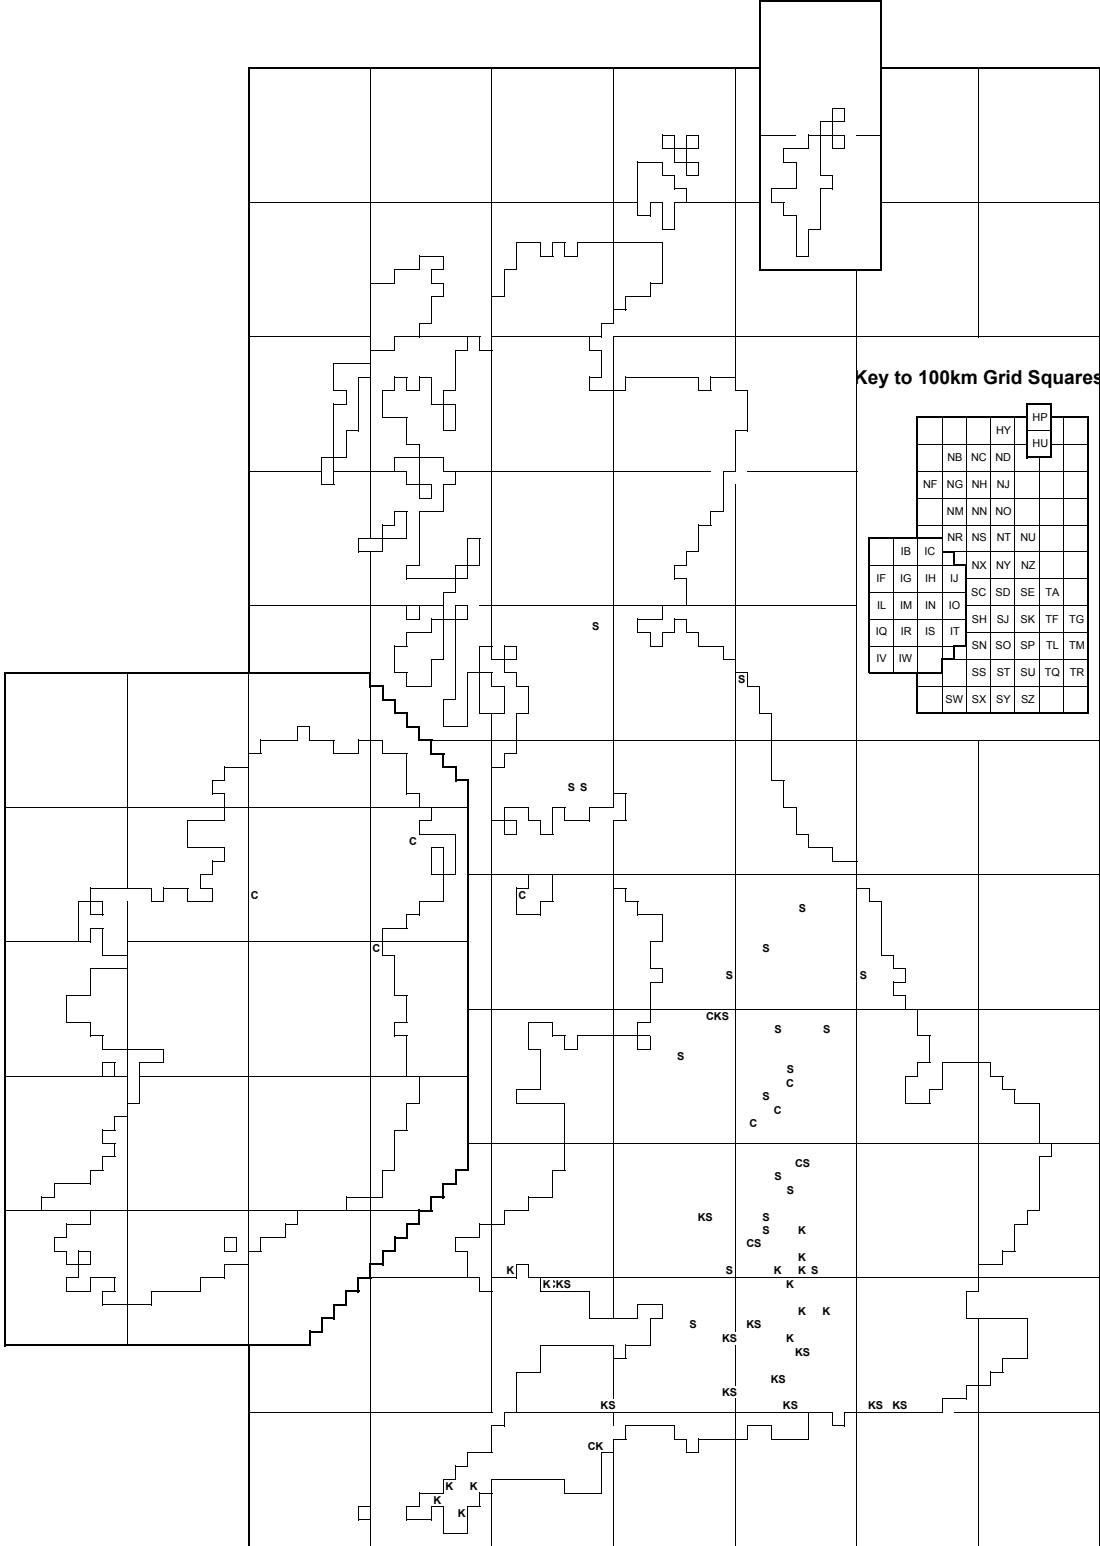 Key to 100km Grid Squares
HP
HY
HU
NB NC ND
NF NG NH NJ
NM NN NO
NR NS NT NU
IB IC
NX NY NZ
IF IG IH IJ
SC SD SE TA
IL IM IN IO
SH SJ SK TF TG
IQ IR IS IT
SN SO SP TL TM
IV IW
SS ST SU TQ TR
SW SX SY SZ
S
S
S S
C
C
C
S
C
S
S
S
CKS
S
S
S
S
C
S
C
C
CS
S
S
KS
S
S
K
CS
K
K
S
K
K S
K
KS
K
K
K
S
KS
KS
K
KS
KS
KS
KS
KS
KS
KS
CK
K
K
K
K